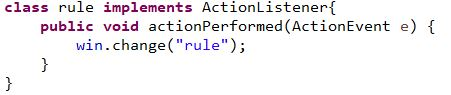 class rule implements ActionListener{
    public void actionPerformed(ActionEvent e) {
        win.change("rule");
    }
}